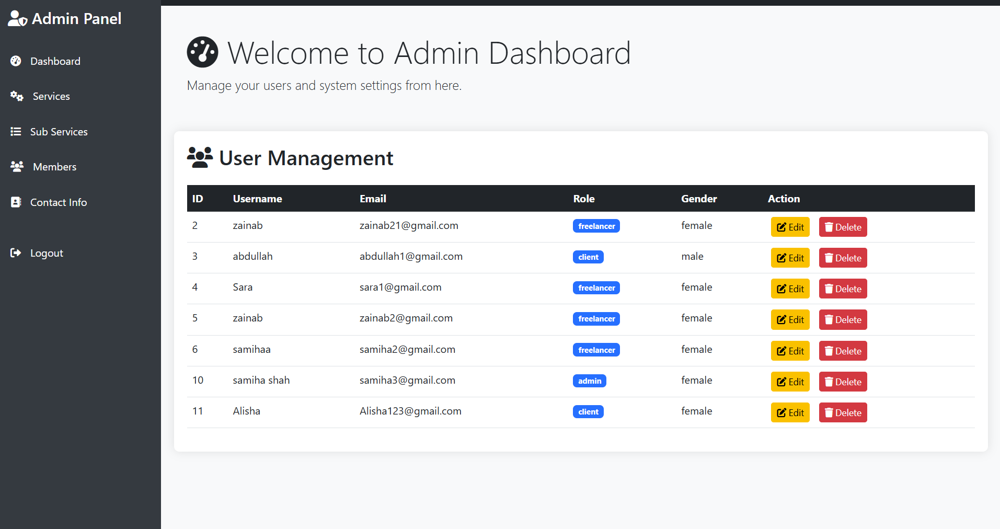 Admin Panel
Dashboard
Services
Sub Services
Members
Contact Info
Logout
Welcome to Admin Dashboard
Manage your users and system settings from here.
User Management
ID Username Email Role Gender Action
2 zainab zainab21@gmail.com freelancer female Edit Delete
3 abdullah abdullah1@gmail.com client male Edit Delete
4 Sara sara1@gmail.com freelancer female Edit Delete
5 zainab zainab2@gmail.com freelancer female Edit Delete
6 samihaa samiha2@gmail.com freelancer female Edit Delete
10 samiha shah samiha3@gmail.com admin female Edit Delete
11 Alisha Alisha123@gmail.com client female Edit Delete